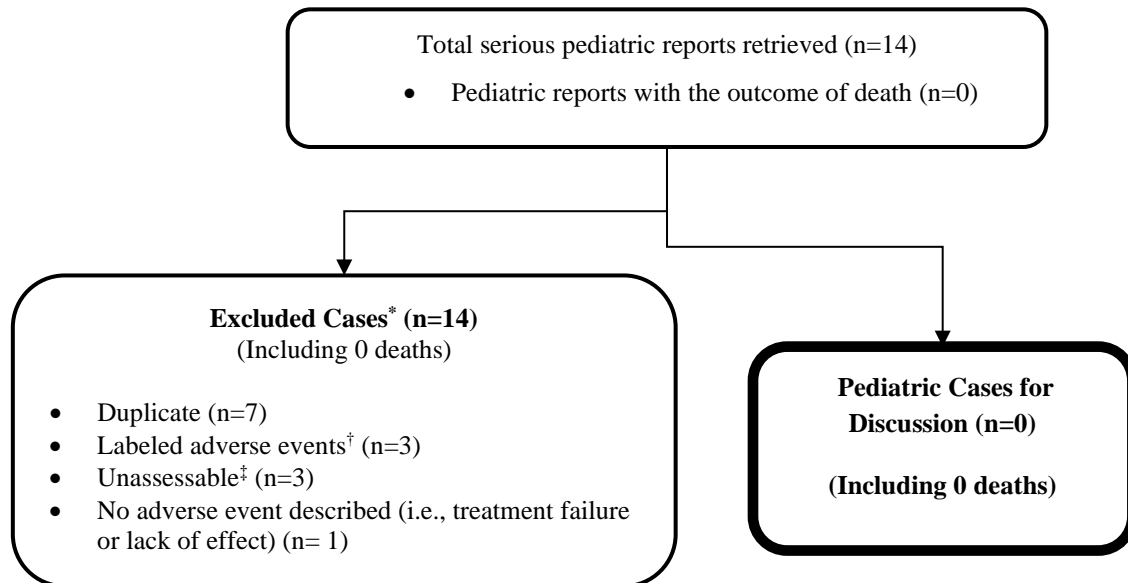 Total serious pediatric reports retrieved (n=14)
• Pediatric reports with the outcome of death (n=0)
Excluded Cases* (n=14)
(Including 0 deaths)
• Duplicate (n=7)
• Labeled adverse events† (n=3)
• Unassessable‡ (n=3)
• No adverse event described (i.e., treatment failure
or lack of effect) (n= 1)
Pediatric Cases for
Discussion (n=0)
(Including 0 deaths)